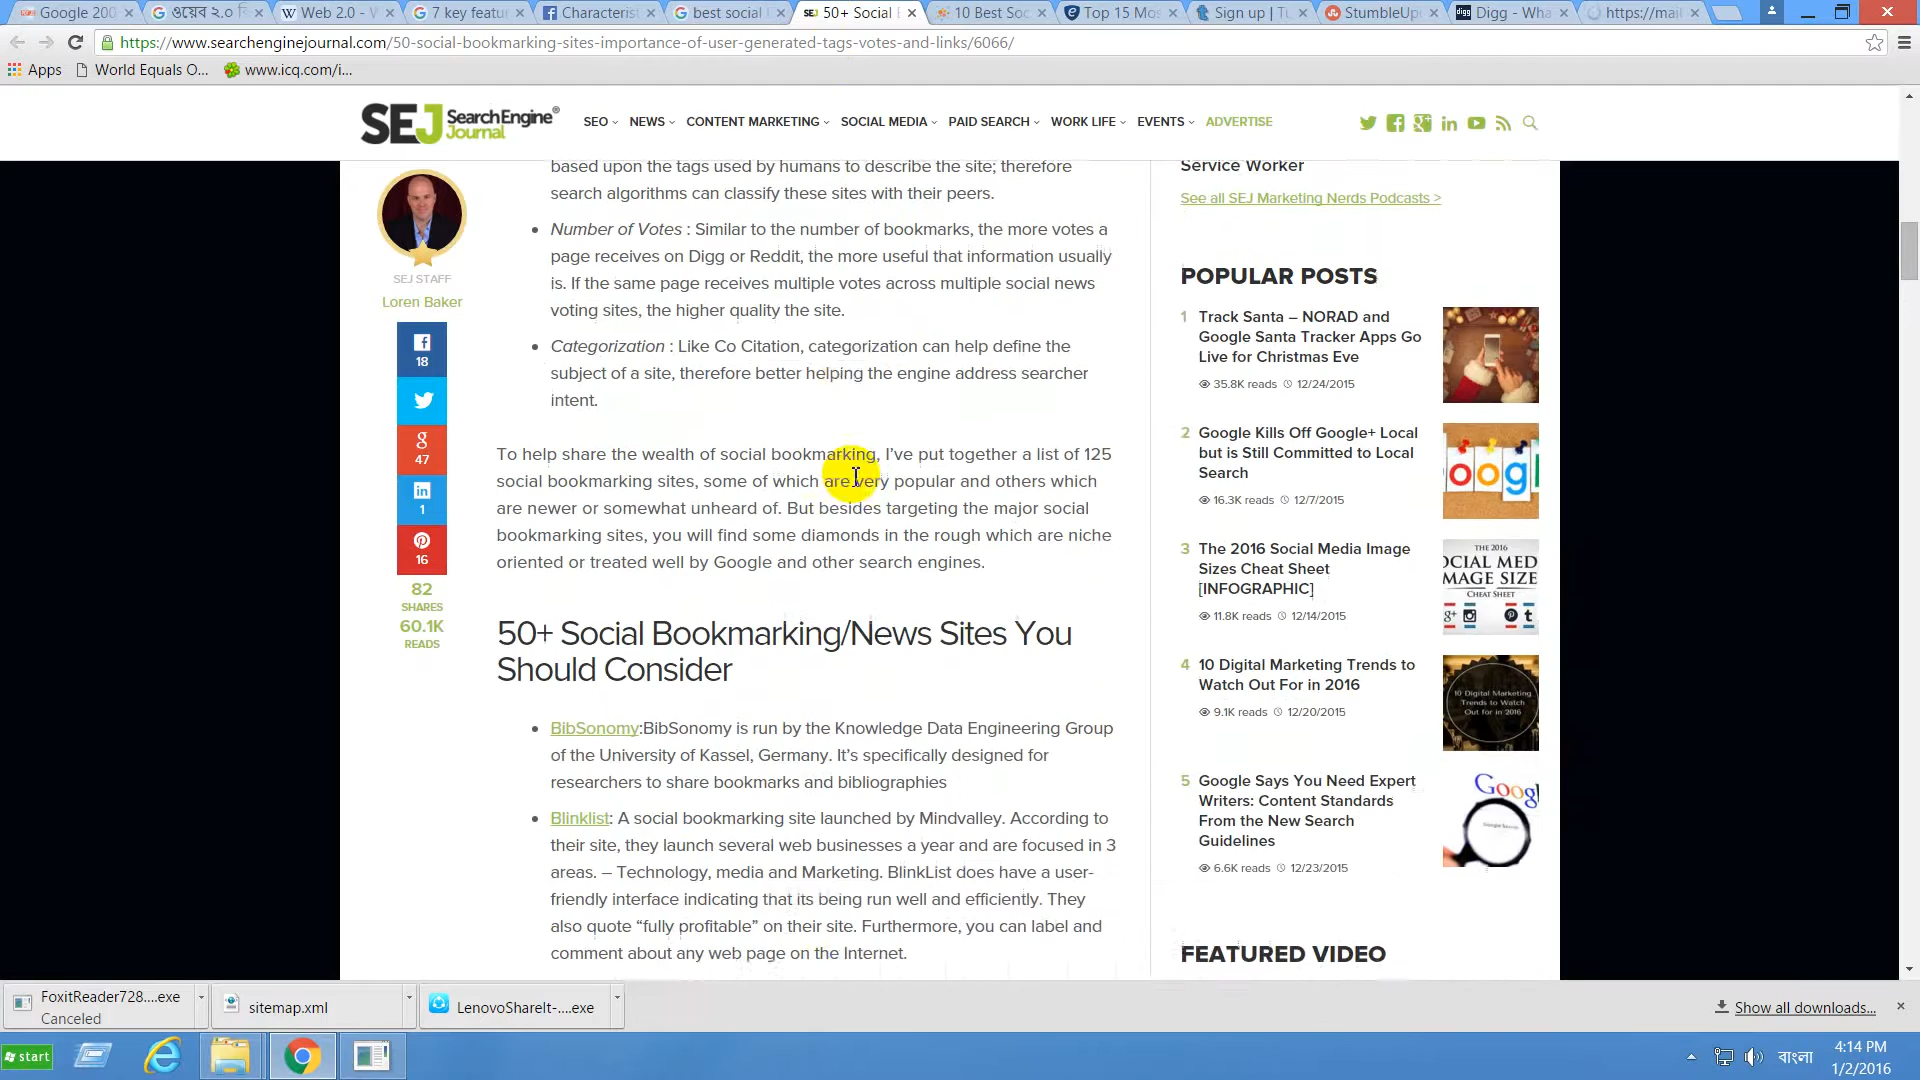 Google 200
ওয়েব ২.০ f
Web 2.0 - W
7 key featu
Characterist
best social
50+ Social
10 Best Soc
Top 15 Mos
Sign up | Tu
StumbleUp
Digg - Wha
https://mail
https://www.searchenginejournal.com/50-social-bookmarking-sites-importance-of-user-generated-tags-votes-and-links/6066/
Apps
World Equals O...
www.icq.com/i...
SEJ SearchEngine Journal
SEO
NEWS
CONTENT MARKETING
SOCIAL MEDIA
PAID SEARCH
WORK LIFE
EVENTS
ADVERTISE
SEJ STAFF
Loren Baker
18
47
1
16
82
SHARES
60.1K
READS
based upon the tags used by humans to describe the site; therefore
search algorithms can classify these sites with their peers.
Number of Votes : Similar to the number of bookmarks, the more votes a
page receives on Digg or Reddit, the more useful that information usually
is. If the same page receives multiple votes across multiple social news
voting sites, the higher quality the site.
Categorization : Like Co Citation, categorization can help define the
subject of a site, therefore better helping the engine address searcher
intent.
To help share the wealth of social bookmarking, I’ve put together a list of 125
social bookmarking sites, some of which are very popular and others which
are newer or somewhat unheard of. But besides targeting the major social
bookmarking sites, you will find some diamonds in the rough which are niche
oriented or treated well by Google and other search engines.
50+ Social Bookmarking/News Sites You
Should Consider
BibSonomy:BibSonomy is run by the Knowledge Data Engineering Group
of the University of Kassel, Germany. It’s specifically designed for
researchers to share bookmarks and bibliographies
Blinklist: A social bookmarking site launched by Mindvalley. According to
their site, they launch several web businesses a year and are focused in 3
areas. – Technology, media and Marketing. BlinkList does have a user-
friendly interface indicating that its being run well and efficiently. They
also quote “fully profitable” on their site. Furthermore, you can label and
comment about any web page on the Internet.
Service Worker
See all SEJ Marketing Nerds Podcasts >
POPULAR POSTS
1 Track Santa – NORAD and
Google Santa Tracker Apps Go
Live for Christmas Eve
35.8K reads 12/24/2015
2 Google Kills Off Google+ Local
but is Still Committed to Local
Search
16.3K reads 12/7/2015
oogl
3 The 2016 Social Media Image
Sizes Cheat Sheet
[INFOGRAPHIC]
11.8K reads 12/14/2015
THE 2016
OCIAL MED
MAGE SIZE
CHEAT SHEET
4 10 Digital Marketing Trends to
Watch Out For in 2016
9.1K reads 12/20/2015
10 Digital Marketing
Trends to Watch
Out for in 2016
5 Google Says You Need Expert
Writers: Content Standards
From the New Search
Guidelines
6.6K reads 12/23/2015
Googl
FEATURED VIDEO
FoxitReader728....exe
Canceled
sitemap.xml
LenovoShareIt-....exe
Show all downloads...
start
বাংলা
4:14 PM
1/2/2016